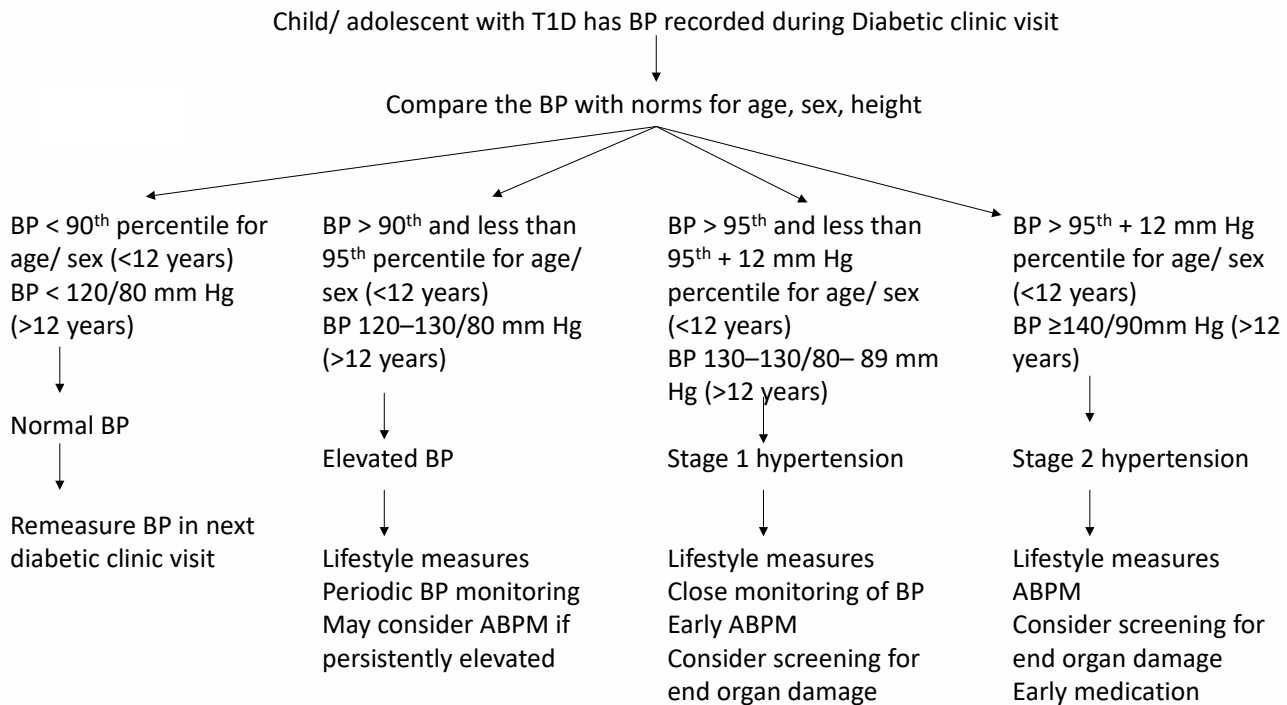 Child/ adolescent with T1D has BP recorded during Diabetic clinic visit
Compare the BP with norms for age, sex, height
BP < 90th percentile for
age/ sex (<12 years)
BP < 120/80 mm Hg
(>12 years)
Normal BP
Remeasure BP in next
diabetic clinic visit
BP > 90th and less than
95th percentile for age/
sex (<12 years)
BP 120–130/80 mm Hg
(>12 years)
Elevated BP
Lifestyle measures
Periodic BP monitoring
May consider ABPM if
persistently elevated
BP > 95th and less than
95th + 12 mm Hg
percentile for age/ sex
(<12 years)
BP 130–130/80– 89 mm
Hg (>12 years)
Stage 1 hypertension
Lifestyle measures
Close monitoring of BP
Early ABPM
Consider screening for
end organ damage
BP > 95th + 12 mm Hg
percentile for age/ sex
(<12 years)
BP ≥140/90mm Hg (>12
years)
Stage 2 hypertension
Lifestyle measures
ABPM
Consider screening for
end organ damage
Early medication